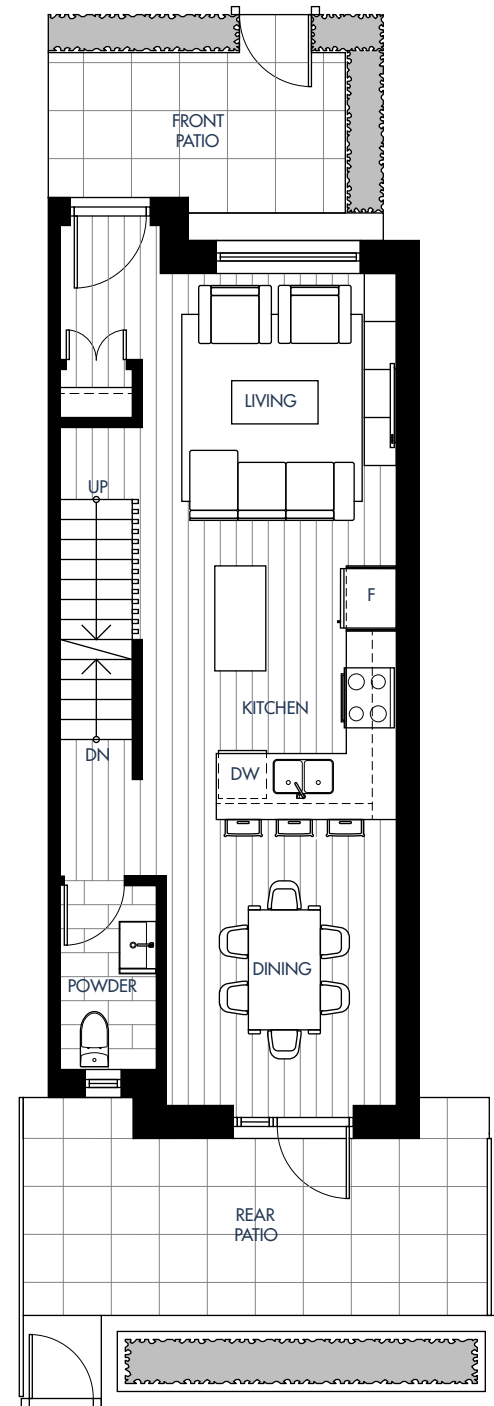 FRONT
PATIO
LIVING
UP
F
KITCHEN
DN
DW
DINING
POWDER
REAR
PATIO